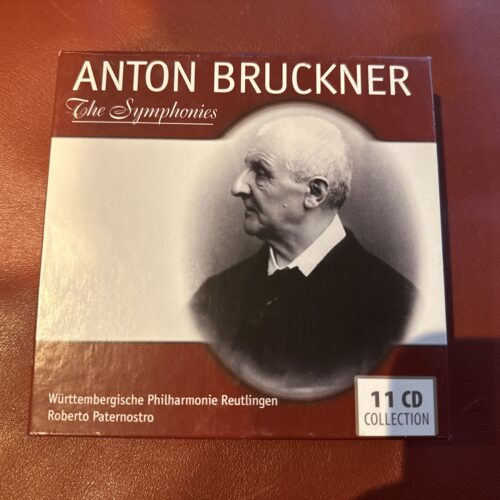 ANTON BRUCKNER
The Symphonies
Württembergische Philharmonie Reutlingen
Roberto Paternostro
11 CD
COLLECTION